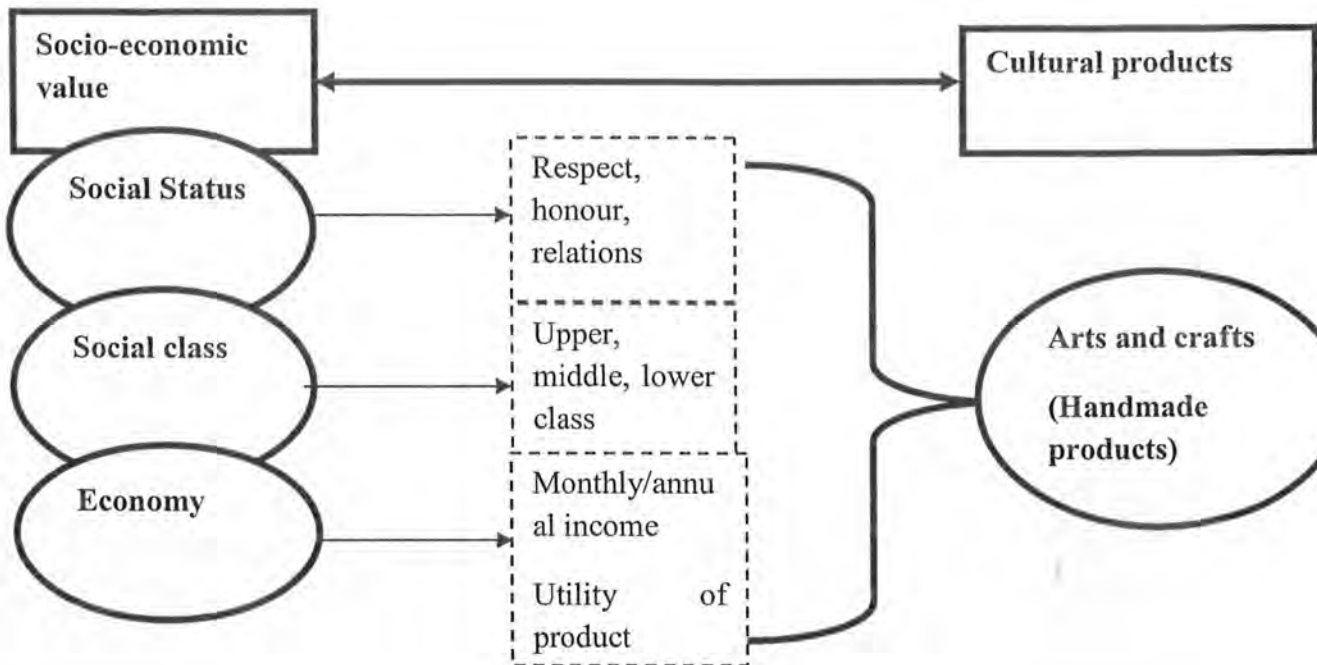 Socio-economic
value
Cultural products
Social Status
Respect,
honour,
relations
Social class
Upper,
middle, lower
class
Arts and crafts
(Handmade
products)
Economy
Monthly/annu
al income
Utility of
product